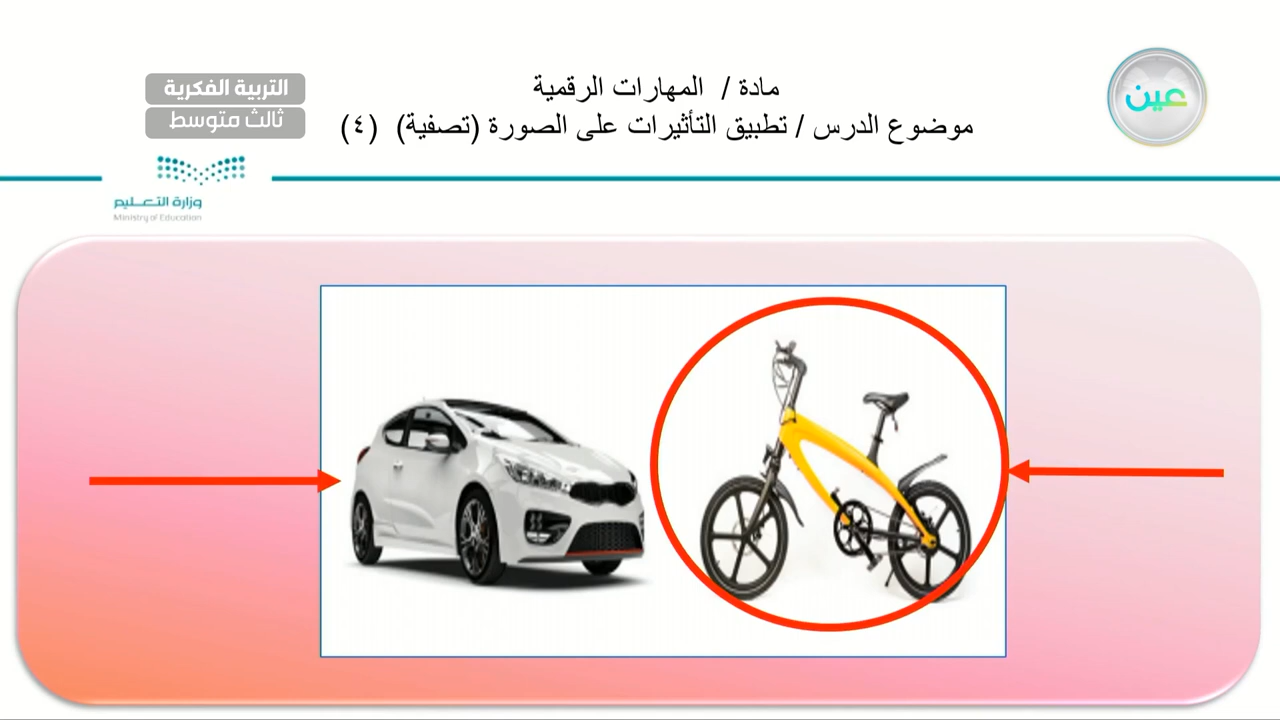 مادة / المهارات الرقمية
موضوع الدرس / تطبيق التأثيرات على الصورة (تصفية) (٤)
عين
التربية الفكرية
ثالث متوسط
وزارة التعليم
Ministry of Education